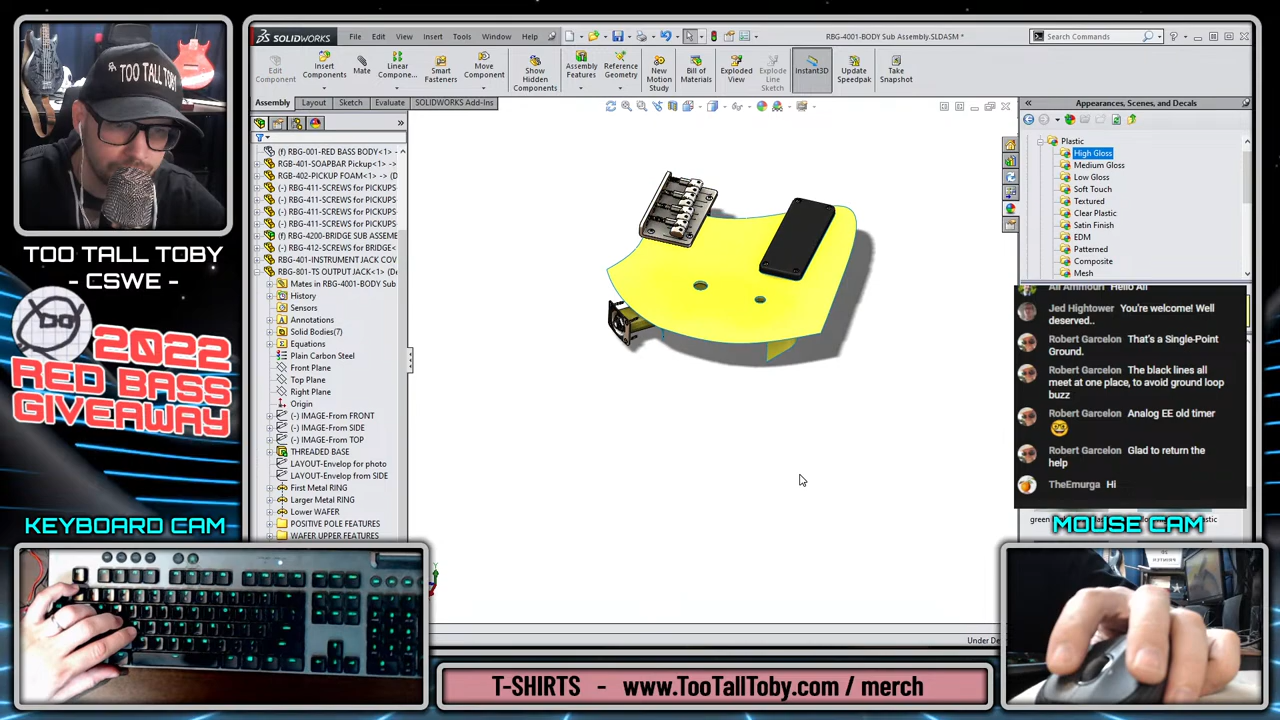 TOO TALL TOBY
TOO TALL TOBY
- CSWE -
2022
RED BASS
GIVEAWAY
KEYBOARD CAM
SOLIDWORKS
File Edit View Insert Tools Window
RBG-4001-BODY Sub Assembly.SLDASM *
Search Commands
Edit Component
Insert Components
Mate
Linear Compone...
Smart Fasteners
Move Component
Show Hidden Components
Assembly Features
Reference Geometry
New Motion Study
Bill of Materials
Exploded View
Explode Line Sketch
Instant3D
Update Speedpak
Take Snapshot
Assembly Layout Sketch Evaluate SOLIDWORKS Add-Ins
(f) RBG-001-RED BASS BODY<1> ->
RGB-401-SOAPBAR Pickup<1> ->
RGB-402-PICKUP FOAM<1> ->
(-) RBG-411-SCREWS for PICKUPS
(-) RBG-411-SCREWS for PICKUPS
(-) RBG-411-SCREWS for PICKUPS
(-) RBG-411-SCREWS for PICKUPS
(f) RBG-4200-BRIDGE SUB ASSEME
(-) RBG-412-SCREWS for BRIDGE<
RBG-401-INSTRUMENT JACK<1>
RBG-801-TS OUTPUT JACK<1> (De
Mates in RBG-4001-BODY Sub
History
Sensors
Annotations
Solid Bodies(7)
Equations
Plain Carbon Steel
Front Plane
Top Plane
Right Plane
Origin
(-) IMAGE-From FRONT
(-) IMAGE-From SIDE
(-) IMAGE-From TOP
THREADED BASE
LAYOUT-Envelop for photo
LAYOUT-Envelop from SIDE
First Metal RING
Larger Metal RING
Lower WAFER
POSITIVE POLE FEATURES
WAFER UPPER FEATURES
Under De
Appearances, Scenes, and Decals
Plastic
High Gloss
Medium Gloss
Low Gloss
Soft Touch
Textured
Clear Plastic
Satin Finish
EDM
Patterned
Composite
Mesh
Ali Ammouri Hello All
Jed Hightower You're welcome! Well
deserved..
Robert Garcelon That's a Single-Point
Ground.
Robert Garcelon The black lines all
meet at one place, to avoid ground loop
buzz
Robert Garcelon Analog EE old timer
Robert Garcelon Glad to return the
help
TheEmurga Hi
MOUSE CAM
T-SHIRTS - www.TooTallToby.com / merch